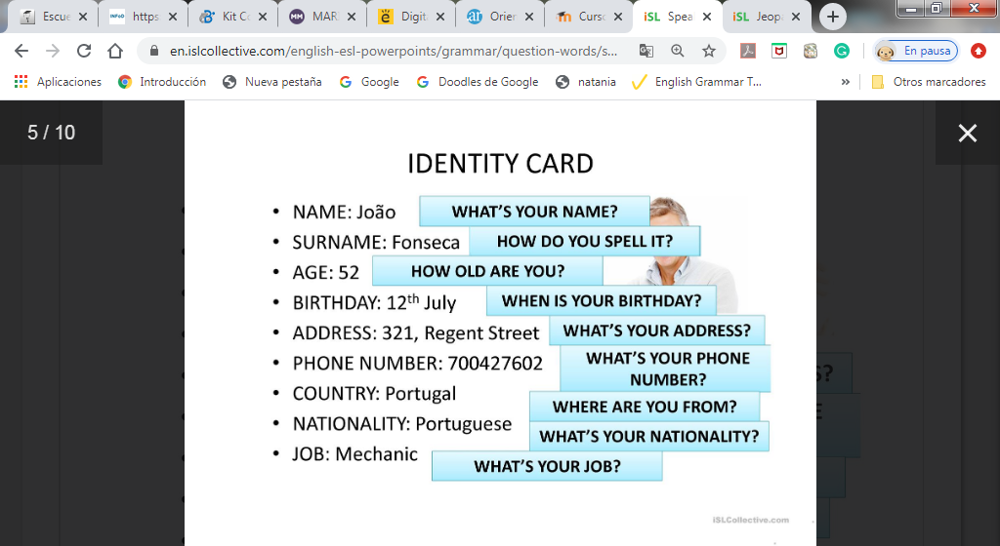 Escue
INFoD https
Kit Co
MM MAR
Digit
ar Orien
Curso
iSL Spea
iSL Jeop
en.islcollective.com/english-esl-powerpoints/grammar/question-words/s...
En pausa
Aplicaciones Introducción Nueva pestaña Google Doodles de Google natania English Grammar T... » Otros marcadores
5 / 10
IDENTITY CARD
• NAME: João WHAT'S YOUR NAME?
• SURNAME: Fonseca HOW DO YOU SPELL IT?
• AGE: 52 HOW OLD ARE YOU?
• BIRTHDAY: 12th July WHEN IS YOUR BIRTHDAY?
• ADDRESS: 321, Regent Street WHAT'S YOUR ADDRESS?
• PHONE NUMBER: 700427602 WHAT'S YOUR PHONE
NUMBER?
• COUNTRY: Portugal WHERE ARE YOU FROM?
• NATIONALITY: Portuguese WHAT'S YOUR NATIONALITY?
• JOB: Mechanic WHAT'S YOUR JOB?
iSLCollective.com